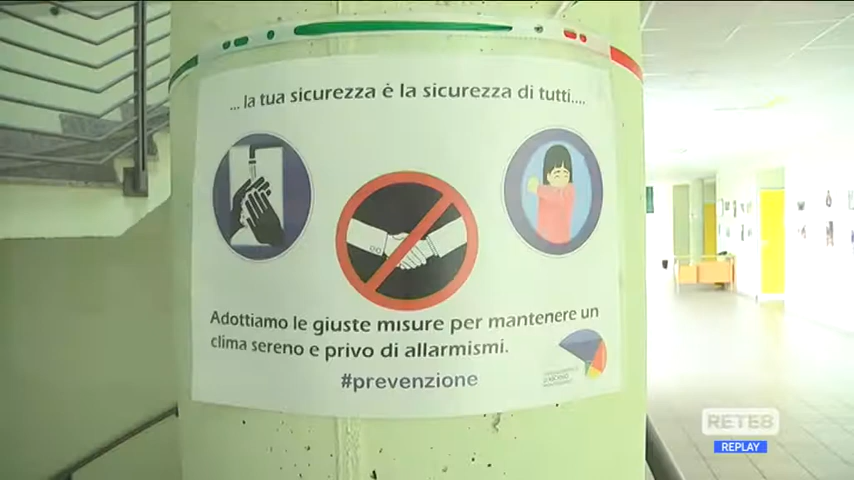 ... la tua sicurezza è la sicurezza di tutti....
Adottiamo le giuste misure per mantenere un
clima sereno e privo di allarmismi.
#prevenzione
RETE8
REPLAY